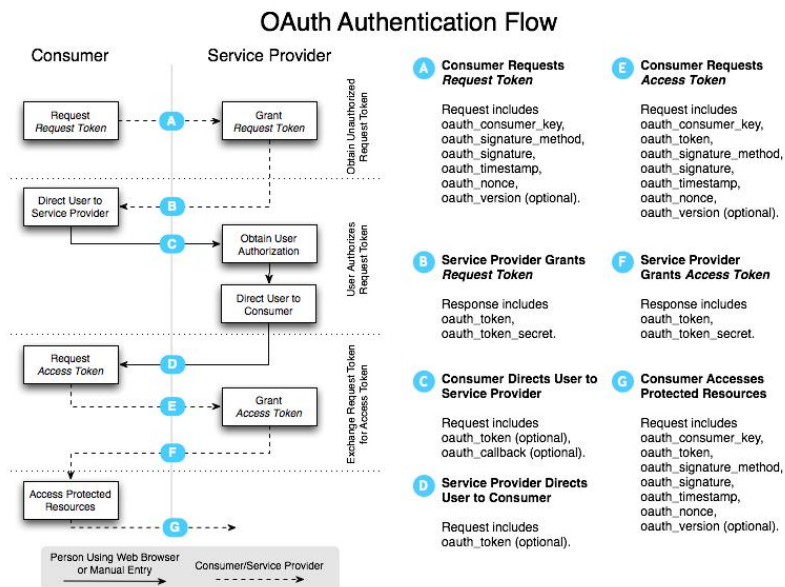 OAuth Authentication Flow
Consumer
Service Provider
Request
Request Token
A
Grant
Request Token
Obtain Unauthorized
Request Token
Direct User to
Service Provider
B
C
Obtain User
Authorization
Direct User to
Consumer
User Authorizes
Request Token
Request
Access Token
D
E
Grant
Access Token
F
Exchange Request Token
for Access Token
Access Protected
Resources
G
Person Using Web Browser
or Manual Entry
Consumer/Service Provider
A
Consumer Requests
Request Token
Request includes
oauth_consumer_key,
oauth_signature_method,
oauth_signature,
oauth_timestamp,
oauth_nonce,
oauth_version (optional).
B
Service Provider Grants
Request Token
Response includes
oauth_token,
oauth_token_secret.
C
Consumer Directs User to
Service Provider
Request includes
oauth_token (optional),
oauth_callback (optional).
D
Service Provider Directs
User to Consumer
Request includes
oauth_token (optional).
E
Consumer Requests
Access Token
Request includes
oauth_consumer_key,
oauth_token,
oauth_signature_method,
oauth_signature,
oauth_timestamp,
oauth_nonce,
oauth_version (optional).
F
Service Provider
Grants Access Token
Response includes
oauth_token,
oauth_token_secret.
G
Consumer Accesses
Protected Resources
Request includes
oauth_consumer_key,
oauth_token,
oauth_signature_method,
oauth_signature,
oauth_timestamp,
oauth_nonce,
oauth_version (optional).